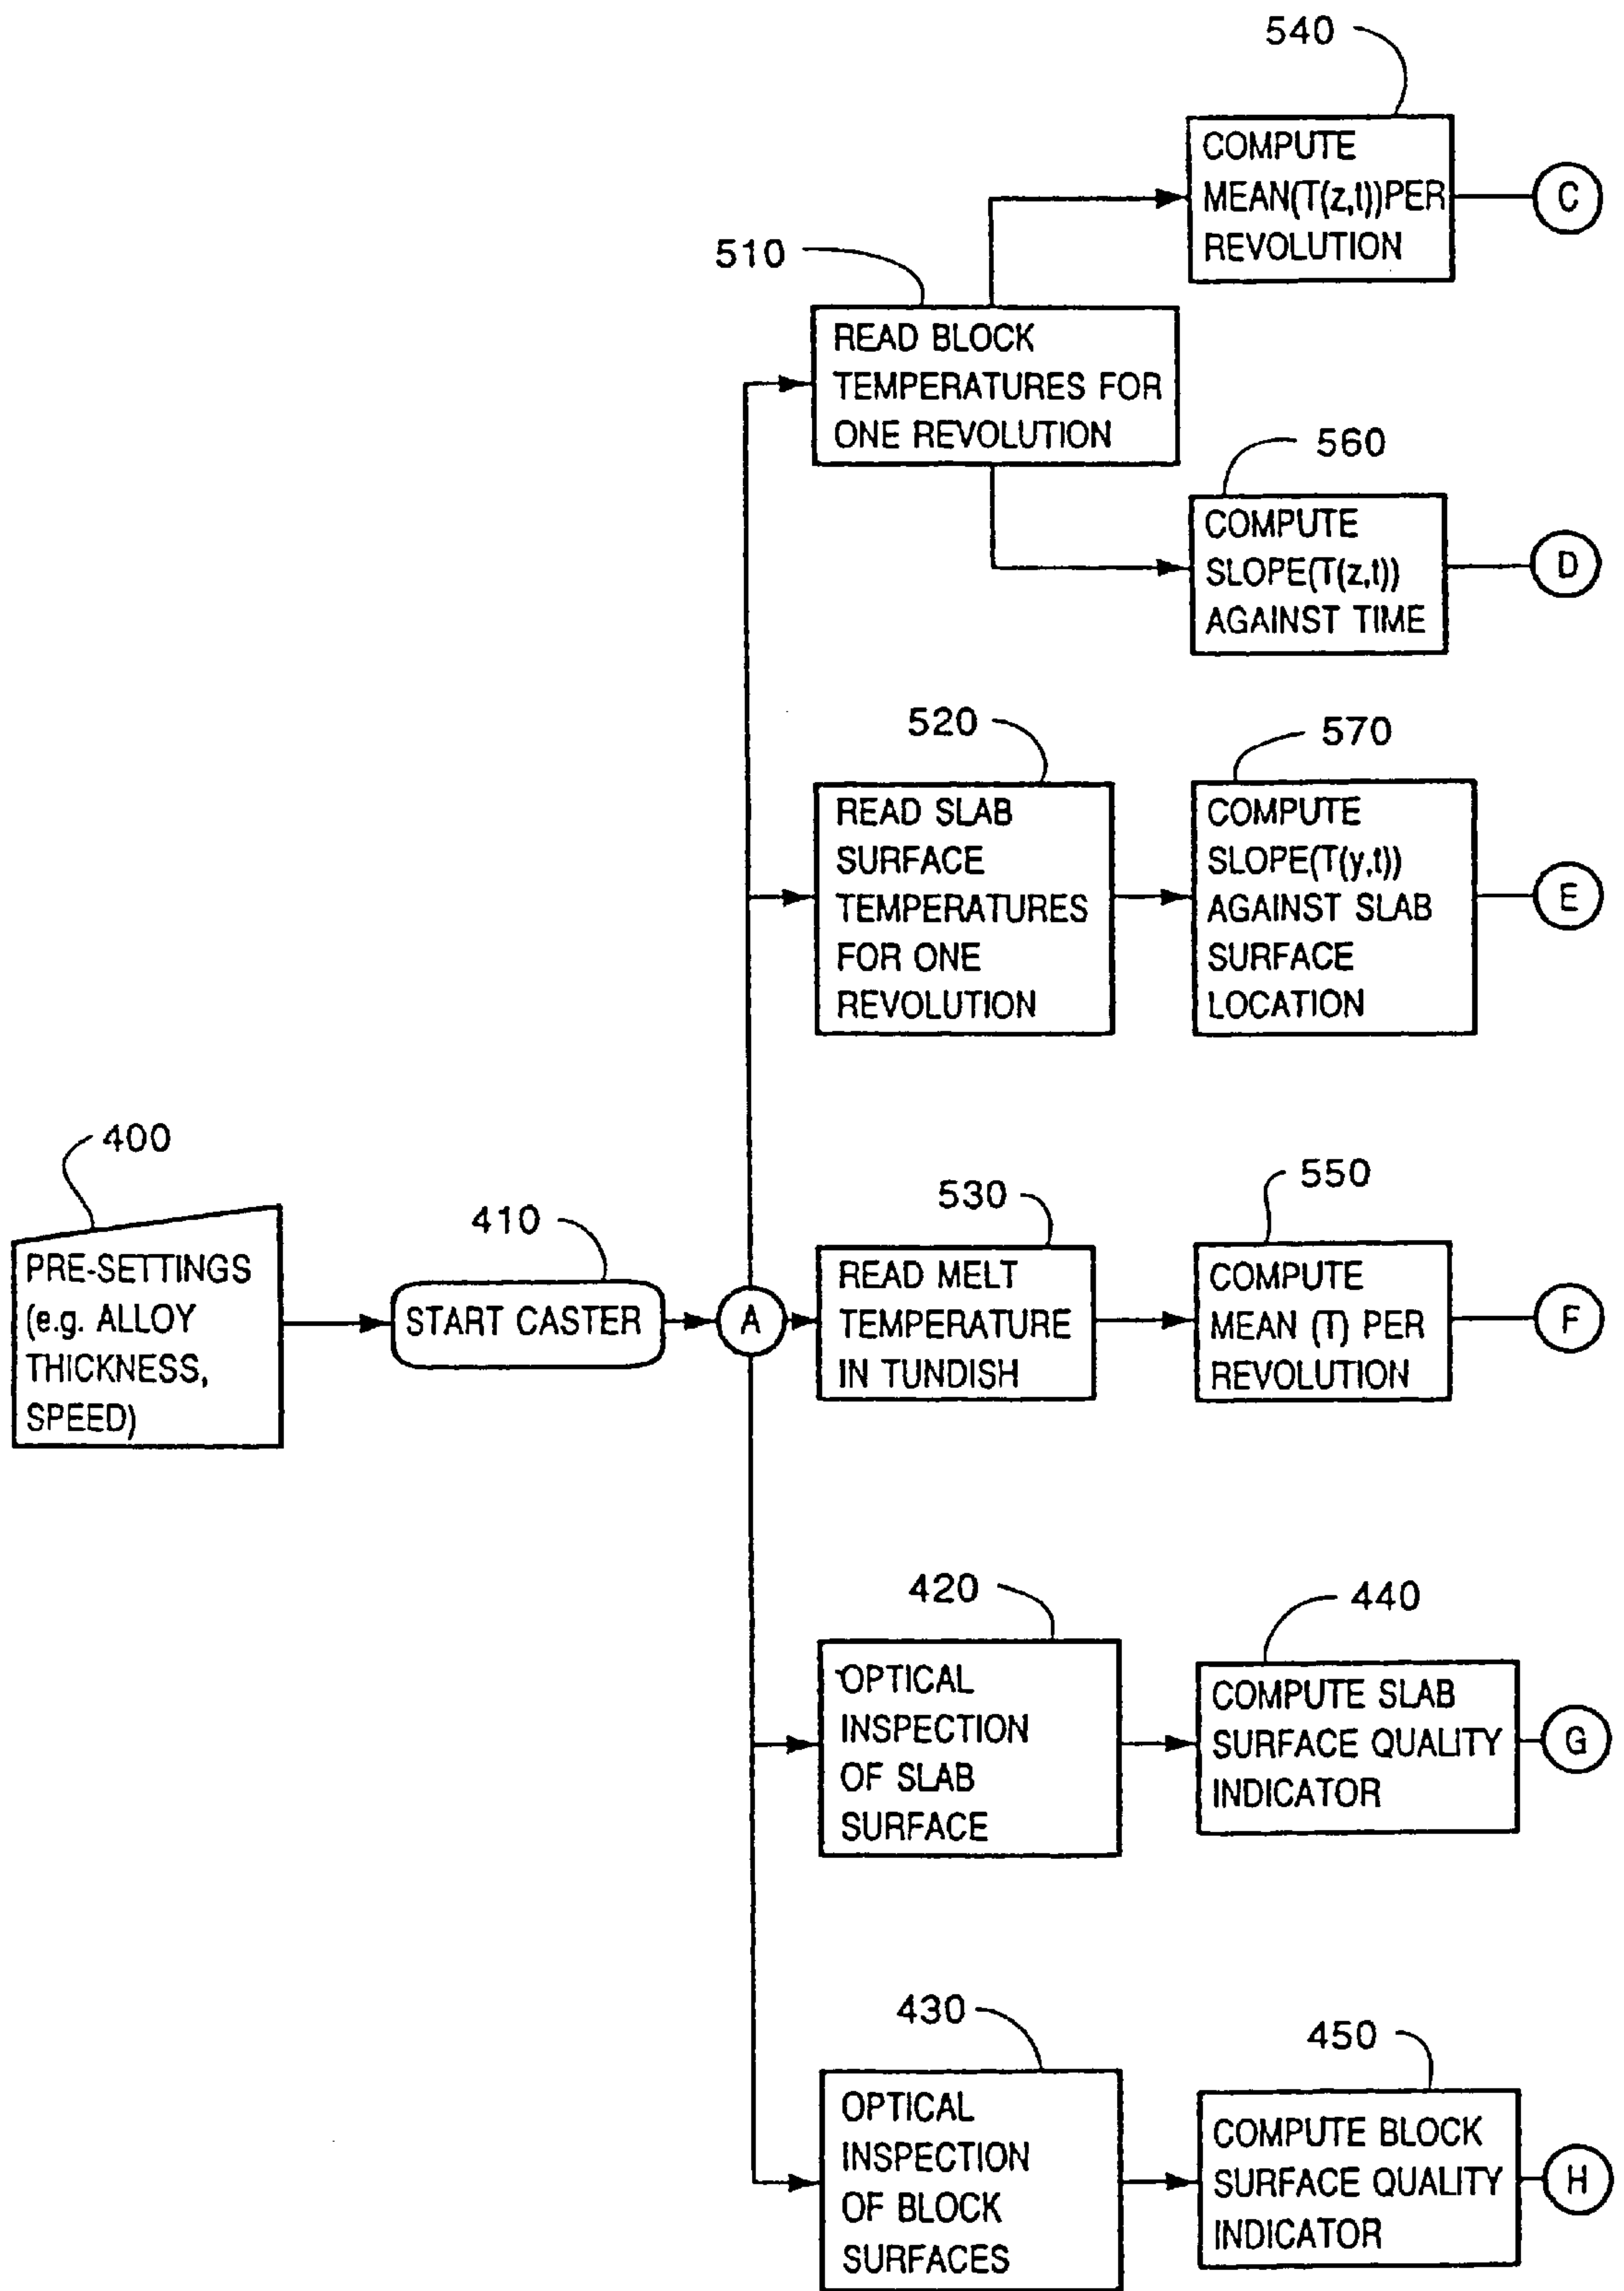 540
COMPUTE
MEAN(T(z,t))PER
REVOLUTION
C
510
READ BLOCK
TEMPERATURES FOR
ONE REVOLUTION
560
COMPUTE
SLOPE(T(z,t))
AGAINST TIME
D
520
READ SLAB
SURFACE
TEMPERATURES
FOR ONE
REVOLUTION
570
COMPUTE
SLOPE(T(y,t))
AGAINST SLAB
SURFACE
LOCATION
E
400
PRE-SETTINGS
(e.g. ALLOY
THICKNESS,
SPEED)
410
START CASTER
A
530
READ MELT
TEMPERATURE
IN TUNDISH
550
COMPUTE
MEAN (T) PER
REVOLUTION
F
420
OPTICAL
INSPECTION
OF SLAB
SURFACE
440
COMPUTE SLAB
SURFACE QUALITY
INDICATOR
G
430
OPTICAL
INSPECTION
OF BLOCK
SURFACES
450
COMPUTE BLOCK
SURFACE QUALITY
INDICATOR
H